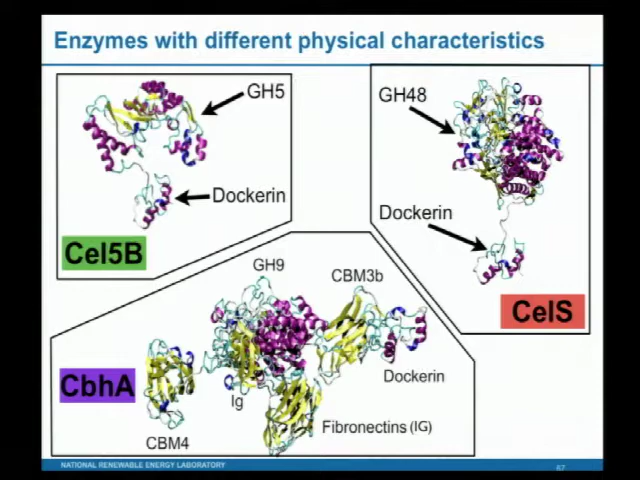 Enzymes with different physical characteristics
GH5
Dockerin
Cel5B
GH48
Dockerin
CelS
GH9
CBM3b
CbhA
Ig
Dockerin
CBM4
Fibronectins (IG)
NATIONAL RENEWABLE ENERGY LABORATORY
67